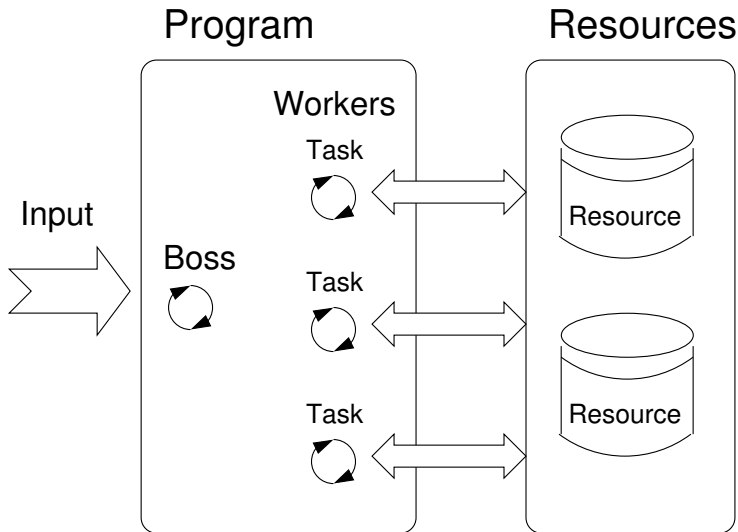 Program
Resources
Workers
Task
Input
Resource
Boss
Task
Task
Resource